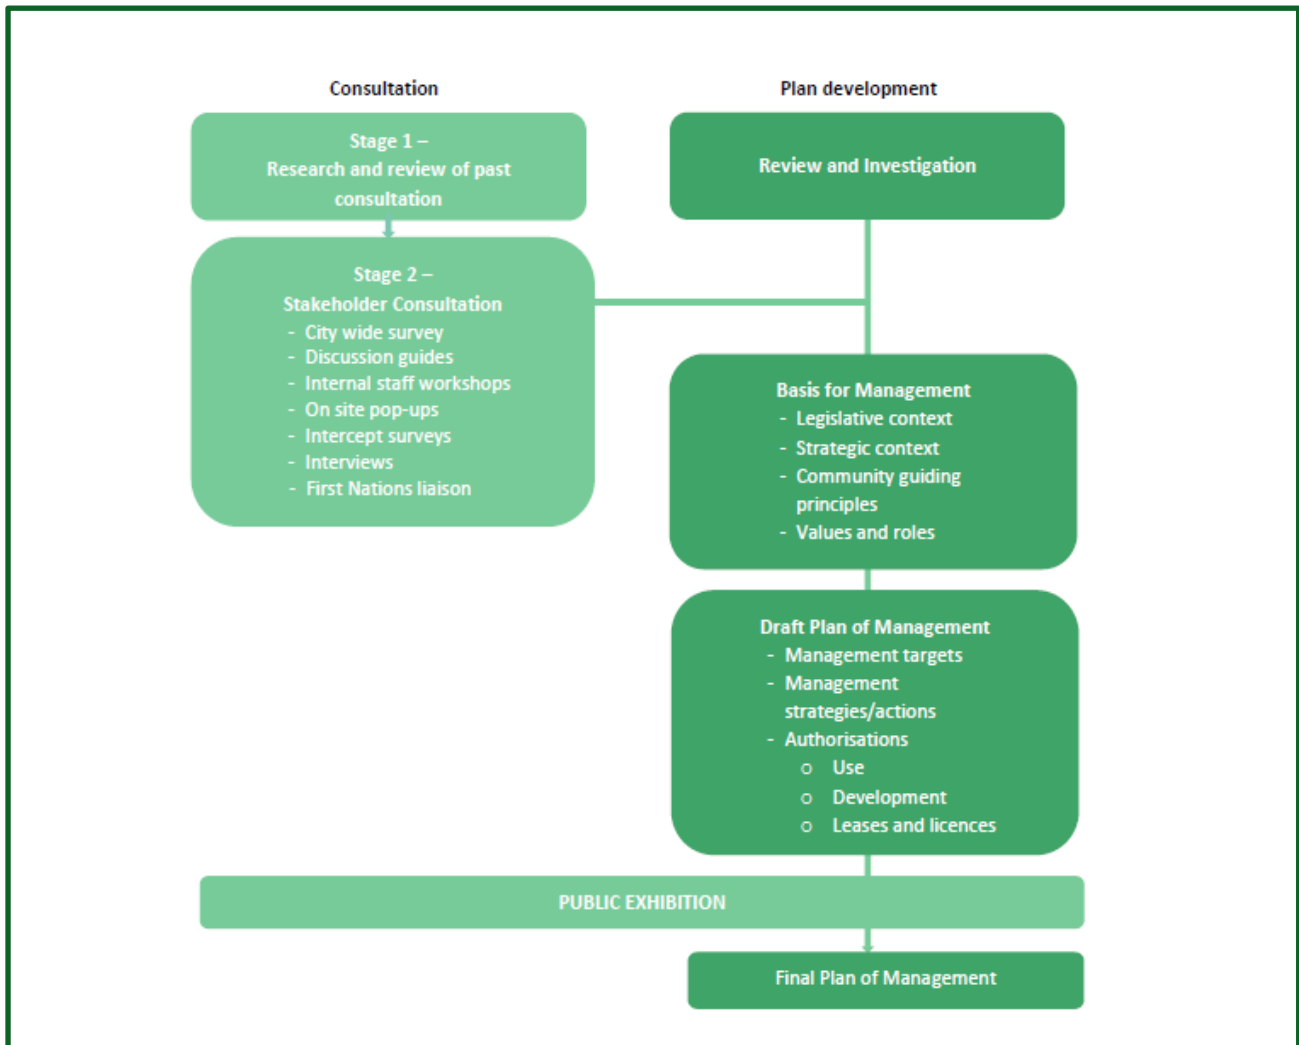 Consultation
Plan development
Stage 1 –
Research and review of past
consultation
Review and Investigation
Stage 2 –
Stakeholder Consultation
- City wide survey
- Discussion guides
- Internal staff workshops
- On site pop-ups
- Intercept surveys
- Interviews
- First Nations liaison
Basis for Management
- Legislative context
- Strategic context
- Community guiding
principles
- Values and roles
Draft Plan of Management
- Management targets
- Management
strategies/actions
- Authorisations
o Use
o Development
o Leases and licences
PUBLIC EXHIBITION
Final Plan of Management